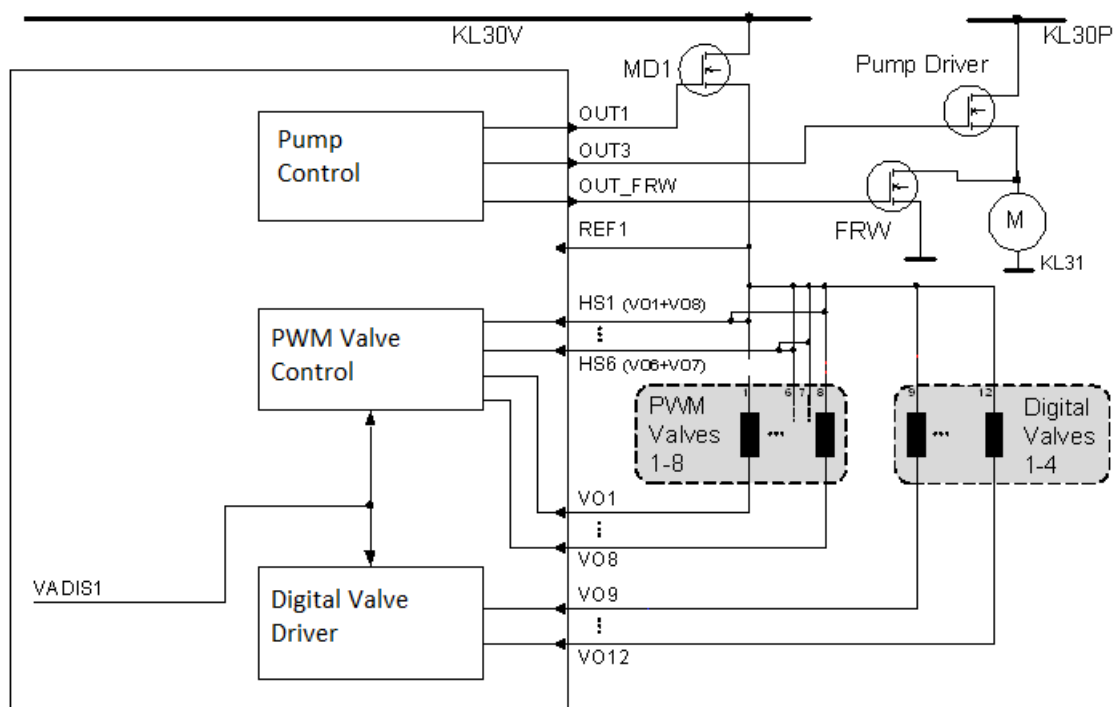 KL30V
KL30P
MD1
Pump Driver
OUT1
Pump
Control
OUT3
OUT_FRW
M
FRW
REF1
KL31
HS1 (VO1+VO8)
PWM Valve
Control
HS6 (VO6+VO7)
1 6 7 8
9 12
PWM
Valves
1-8
Digital
Valves
1-4
VO1
VO8
VADIS1
Digital Valve
Driver
VO9
VO12